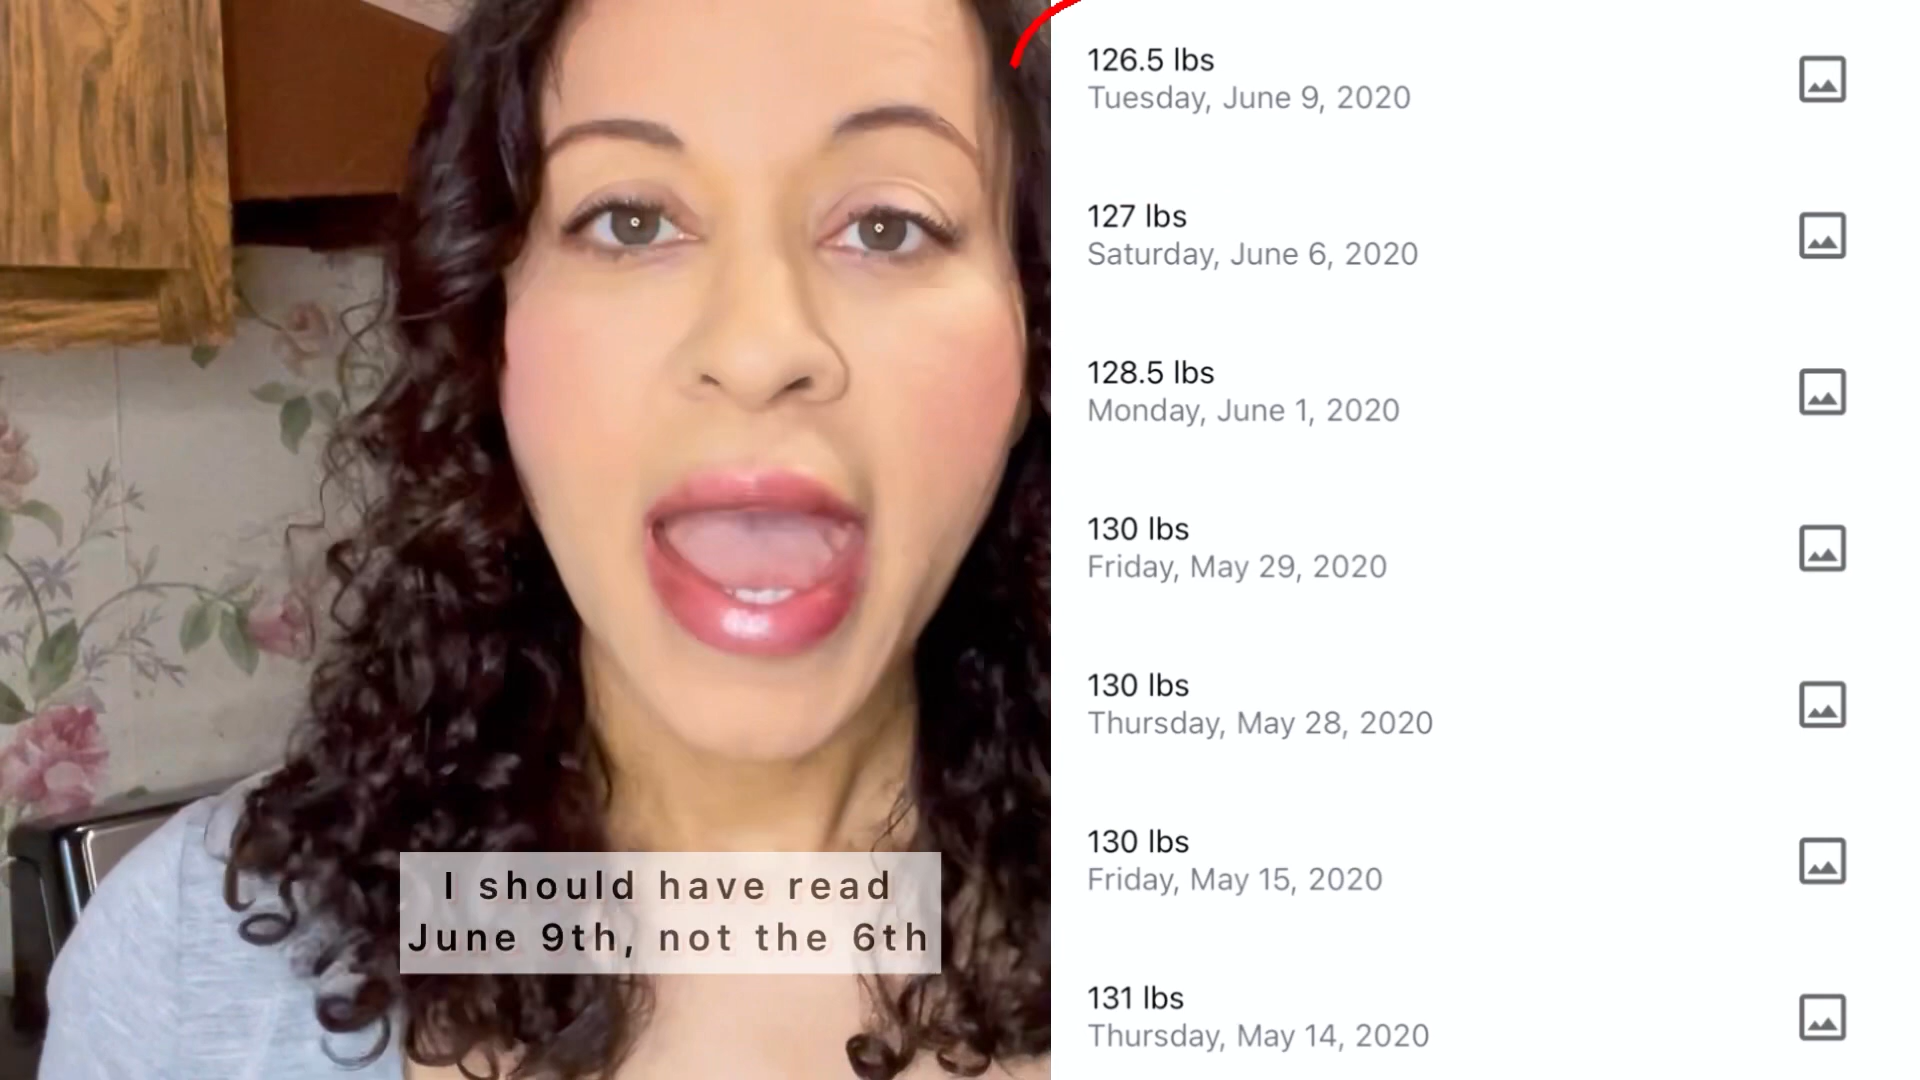 I should have read
June 9th, not the 6th
126.5 lbs
Tuesday, June 9, 2020
127 lbs
Saturday, June 6, 2020
128.5 lbs
Monday, June 1, 2020
130 lbs
Friday, May 29, 2020
130 lbs
Thursday, May 28, 2020
130 lbs
Friday, May 15, 2020
131 lbs
Thursday, May 14, 2020